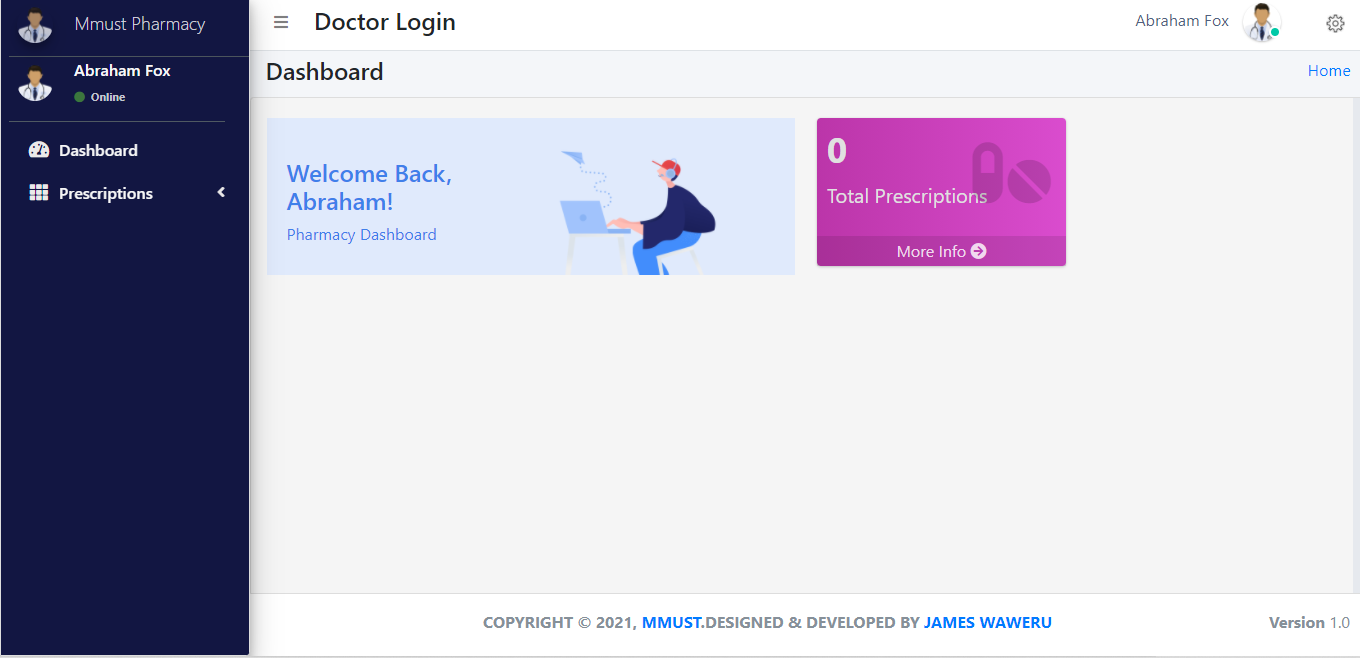 Mmust Pharmacy
Doctor Login
Abraham Fox
Abraham Fox
Online
Dashboard
Home
Dashboard
Prescriptions
Welcome Back,
Abraham!
Pharmacy Dashboard
0
Total Prescriptions
More Info
COPYRIGHT © 2021, MMUST.DESIGNED & DEVELOPED BY JAMES WAWERU
Version 1.0